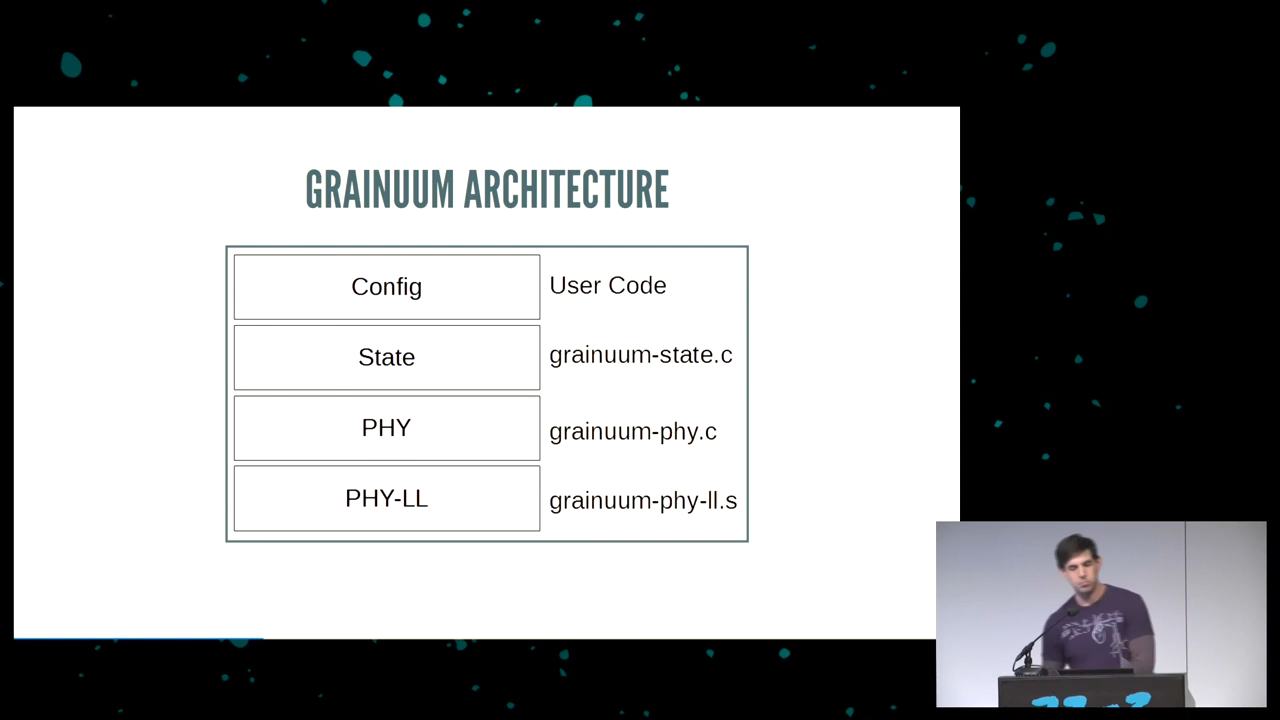 GRAINUUM ARCHITECTURE
Config
User Code
State
grainuum-state.c
PHY
grainuum-phy.c
PHY-LL
grainuum-phy-ll.s